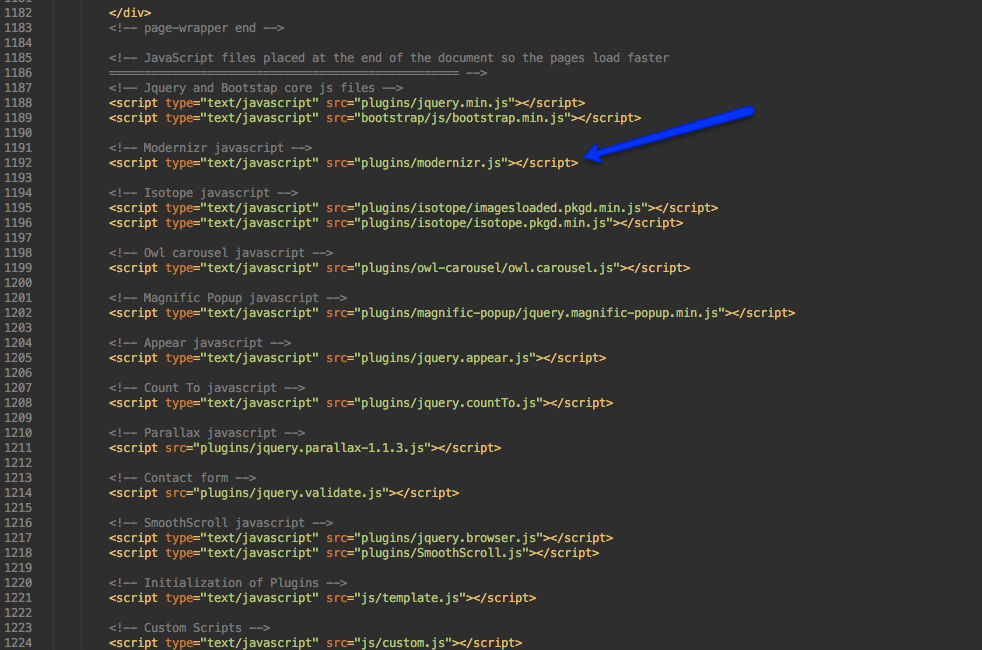 1182 </div>
1183 <!-- page-wrapper end -->
1184
1185 <!-- JavaScript files placed at the end of the document so the pages load faster
1186 ================================================== -->
1187 <!-- Jquery and Bootstap core js files -->
1188 <script type="text/javascript" src="plugins/jquery.min.js"></script>
1189 <script type="text/javascript" src="bootstrap/js/bootstrap.min.js"></script>
1190
1191 <!-- Modernizr javascript -->
1192 <script type="text/javascript" src="plugins/modernizr.js"></script>
1193
1194 <!-- Isotope javascript -->
1195 <script type="text/javascript" src="plugins/isotope/imagesloaded.pkgd.min.js"></script>
1196 <script type="text/javascript" src="plugins/isotope/isotope.pkgd.min.js"></script>
1197
1198 <!-- Owl carousel javascript -->
1199 <script type="text/javascript" src="plugins/owl-carousel/owl.carousel.js"></script>
1200
1201 <!-- Magnific Popup javascript -->
1202 <script type="text/javascript" src="plugins/magnific-popup/jquery.magnific-popup.min.js"></script>
1203
1204 <!-- Appear javascript -->
1205 <script type="text/javascript" src="plugins/jquery.appear.js"></script>
1206
1207 <!-- Count To javascript -->
1208 <script type="text/javascript" src="plugins/jquery.countTo.js"></script>
1209
1210 <!-- Parallax javascript -->
1211 <script src="plugins/jquery.parallax-1.1.3.js"></script>
1212
1213 <!-- Contact form -->
1214 <script src="plugins/jquery.validate.js"></script>
1215
1216 <!-- SmoothScroll javascript -->
1217 <script type="text/javascript" src="plugins/jquery.browser.js"></script>
1218 <script type="text/javascript" src="plugins/SmoothScroll.js"></script>
1219
1220 <!-- Initialization of Plugins -->
1221 <script type="text/javascript" src="js/template.js"></script>
1222
1223 <!-- Custom Scripts -->
1224 <script type="text/javascript" src="js/custom.js"></script>